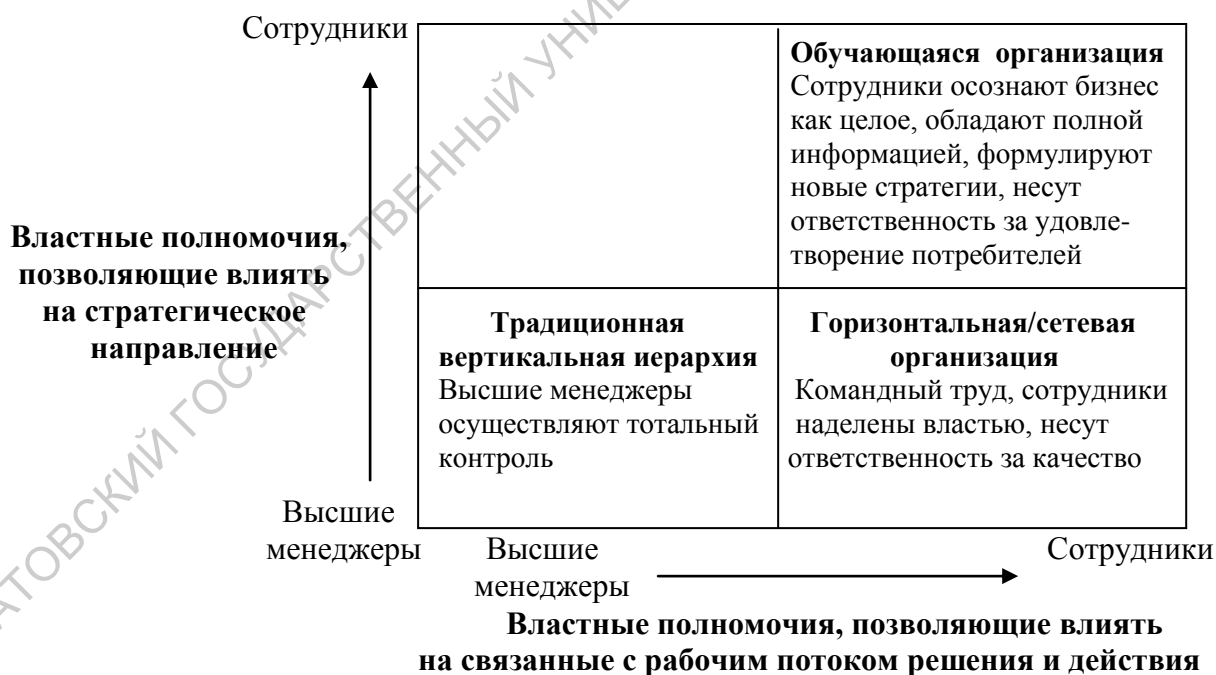 Сотрудники
Обучающаяся организация
Сотрудники осознают бизнес
как целое, обладают полной
информацией, формулируют
новые стратегии, несут
ответственность за удовле-
творение потребителей
Властные полномочия,
позволяющие влиять
на стратегическое
направление
Традиционная
вертикальная иерархия
Высшие менеджеры
осуществляют тотальный
контроль
Горизонтальная/сетевая
организация
Командный труд, сотрудники
наделены властью, несут
ответственность за качество
Высшие
менеджеры
Высшие
менеджеры
Сотрудники
Властные полномочия, позволяющие влиять
на связанные с рабочим потоком решения и действия
АТОВСКИЙ ГОСУДАРСТВЕННЫЙ УНИВ